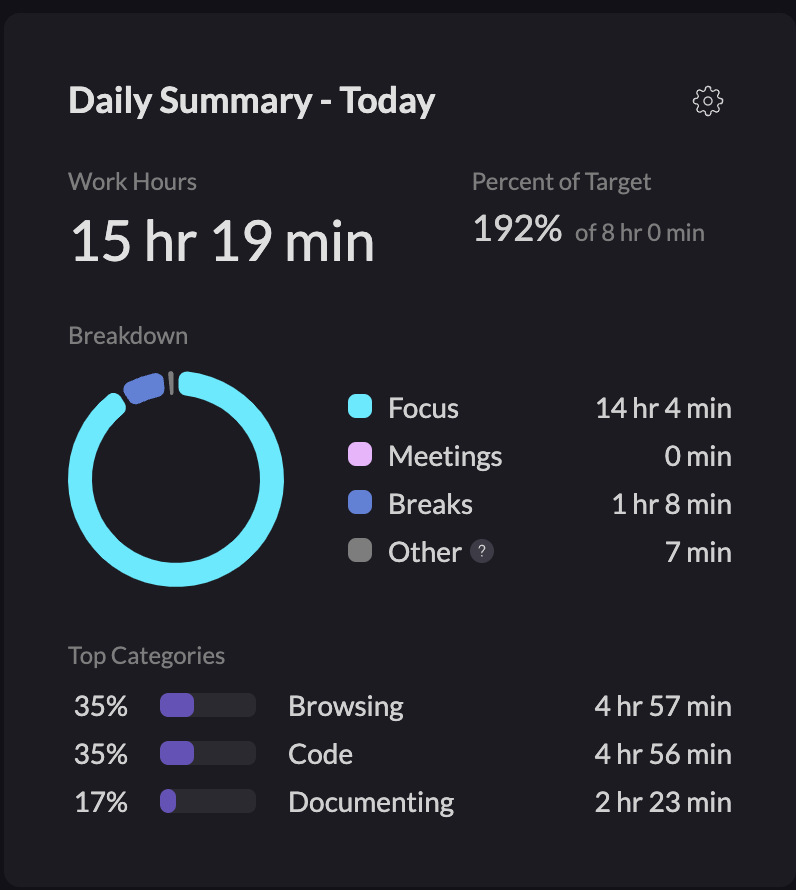 Daily Summary - Today
Work Hours
15 hr 19 min
Percent of Target
192% of 8 hr 0 min
Breakdown
Focus 14 hr 4 min
Meetings 0 min
Breaks 1 hr 8 min
Other ? 7 min
Top Categories
35% Browsing 4 hr 57 min
35% Code 4 hr 56 min
17% Documenting 2 hr 23 min